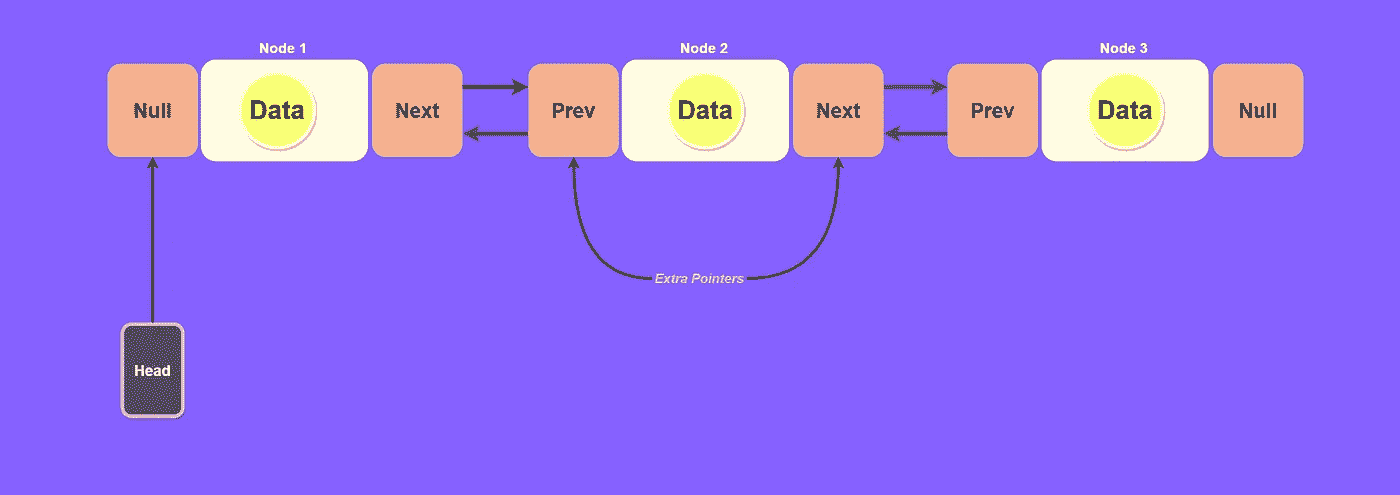 Node 1
Node 2
Node 3
Null Data Next Prev Data Next Prev Data Null
Extra Pointers
Head